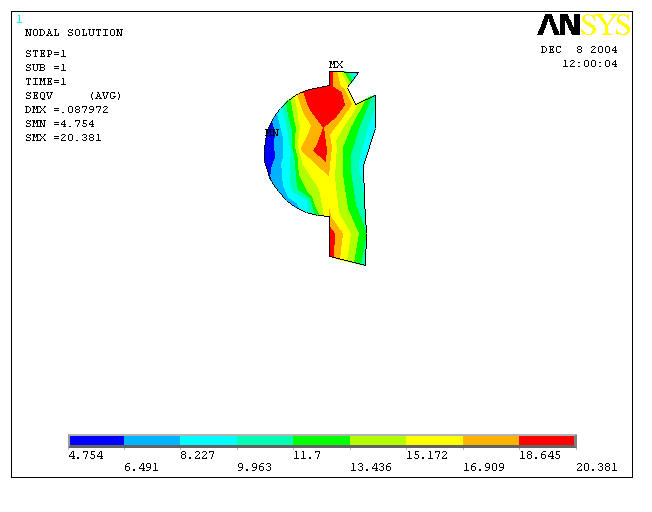 1
NODAL SOLUTION
ANSYS
STEP=1
SUB =1
TIME=1
SEQV (AVG)
DMX =.087972
SMN =4.754
SMX =20.381
DEC 8 2004
12:00:04
MX
MN
4.754 8.227 11.7 15.172 18.645
6.491 9.963 13.436 16.909 20.381